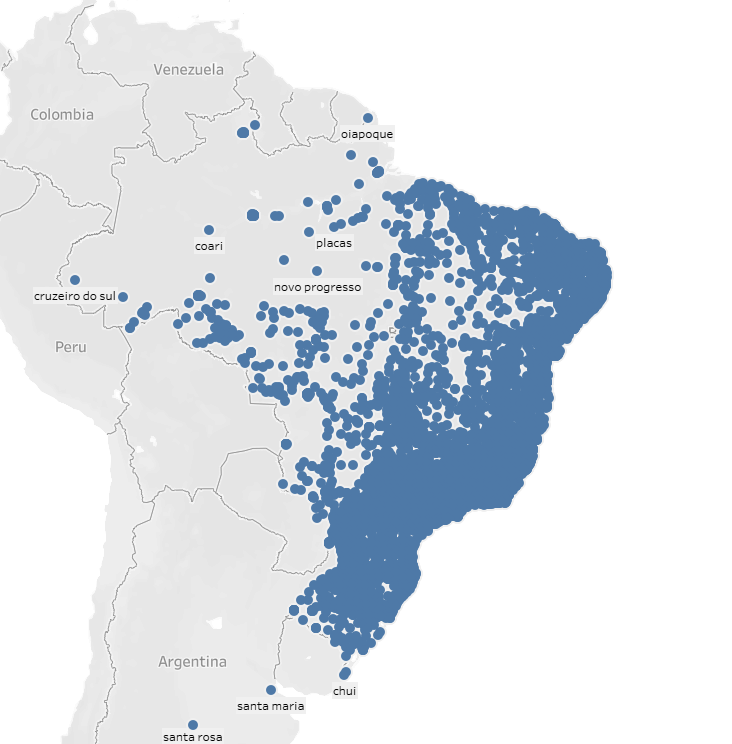 Venezuela
Colombia
oiapoque
coari
placas
novo progresso
cruzeiro do sul
Peru
Argentina
chui
santa maria
santa rosa